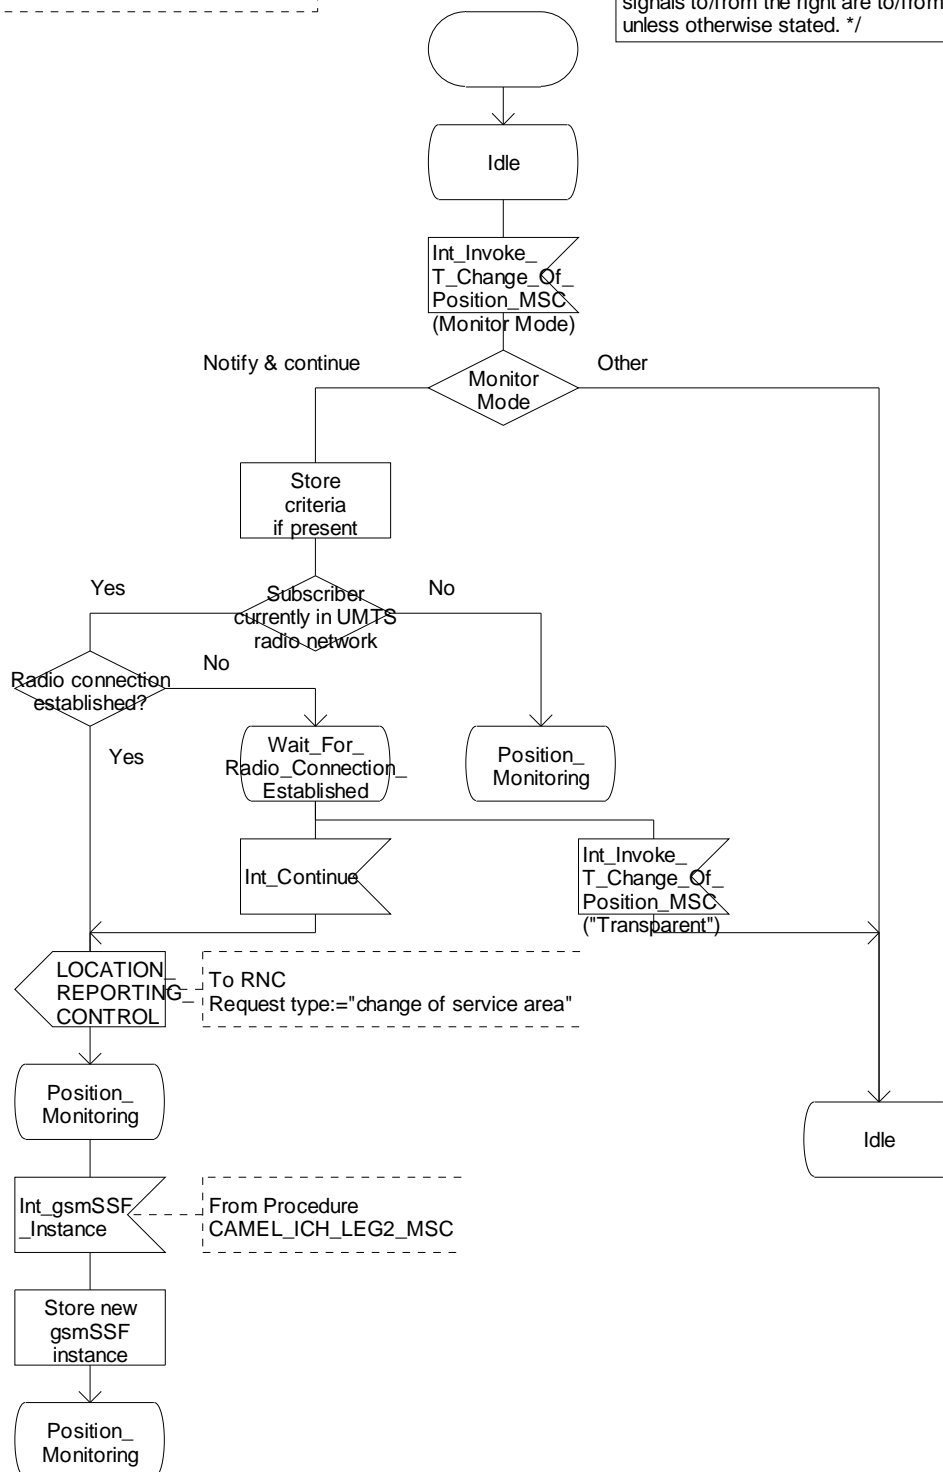 signals to/from the right are to/from
unless otherwise stated. */
Idle
Int_Invoke_
T_Change_Of_
Position_MSC
(Monitor Mode)
Notify & continue
Other
Monitor
Mode
Store
criteria
if present
Yes
Subscriber
currently in UMTS
radio network
No
Radio connection
established?
No
Yes
Wait_For_
Radio_Connection_
Established
Position_
Monitoring
Int_Continue
Int_Invoke_
T_Change_Of_
Position_MSC
("Transparent")
LOCATION_
REPORTING_
CONTROL
To RNC
Request type:="change of service area"
Position_
Monitoring
Idle
Int_gsmSSF
_Instance
From Procedure
CAMEL_ICH_LEG2_MSC
Store new
gsmSSF
instance
Position_
Monitoring